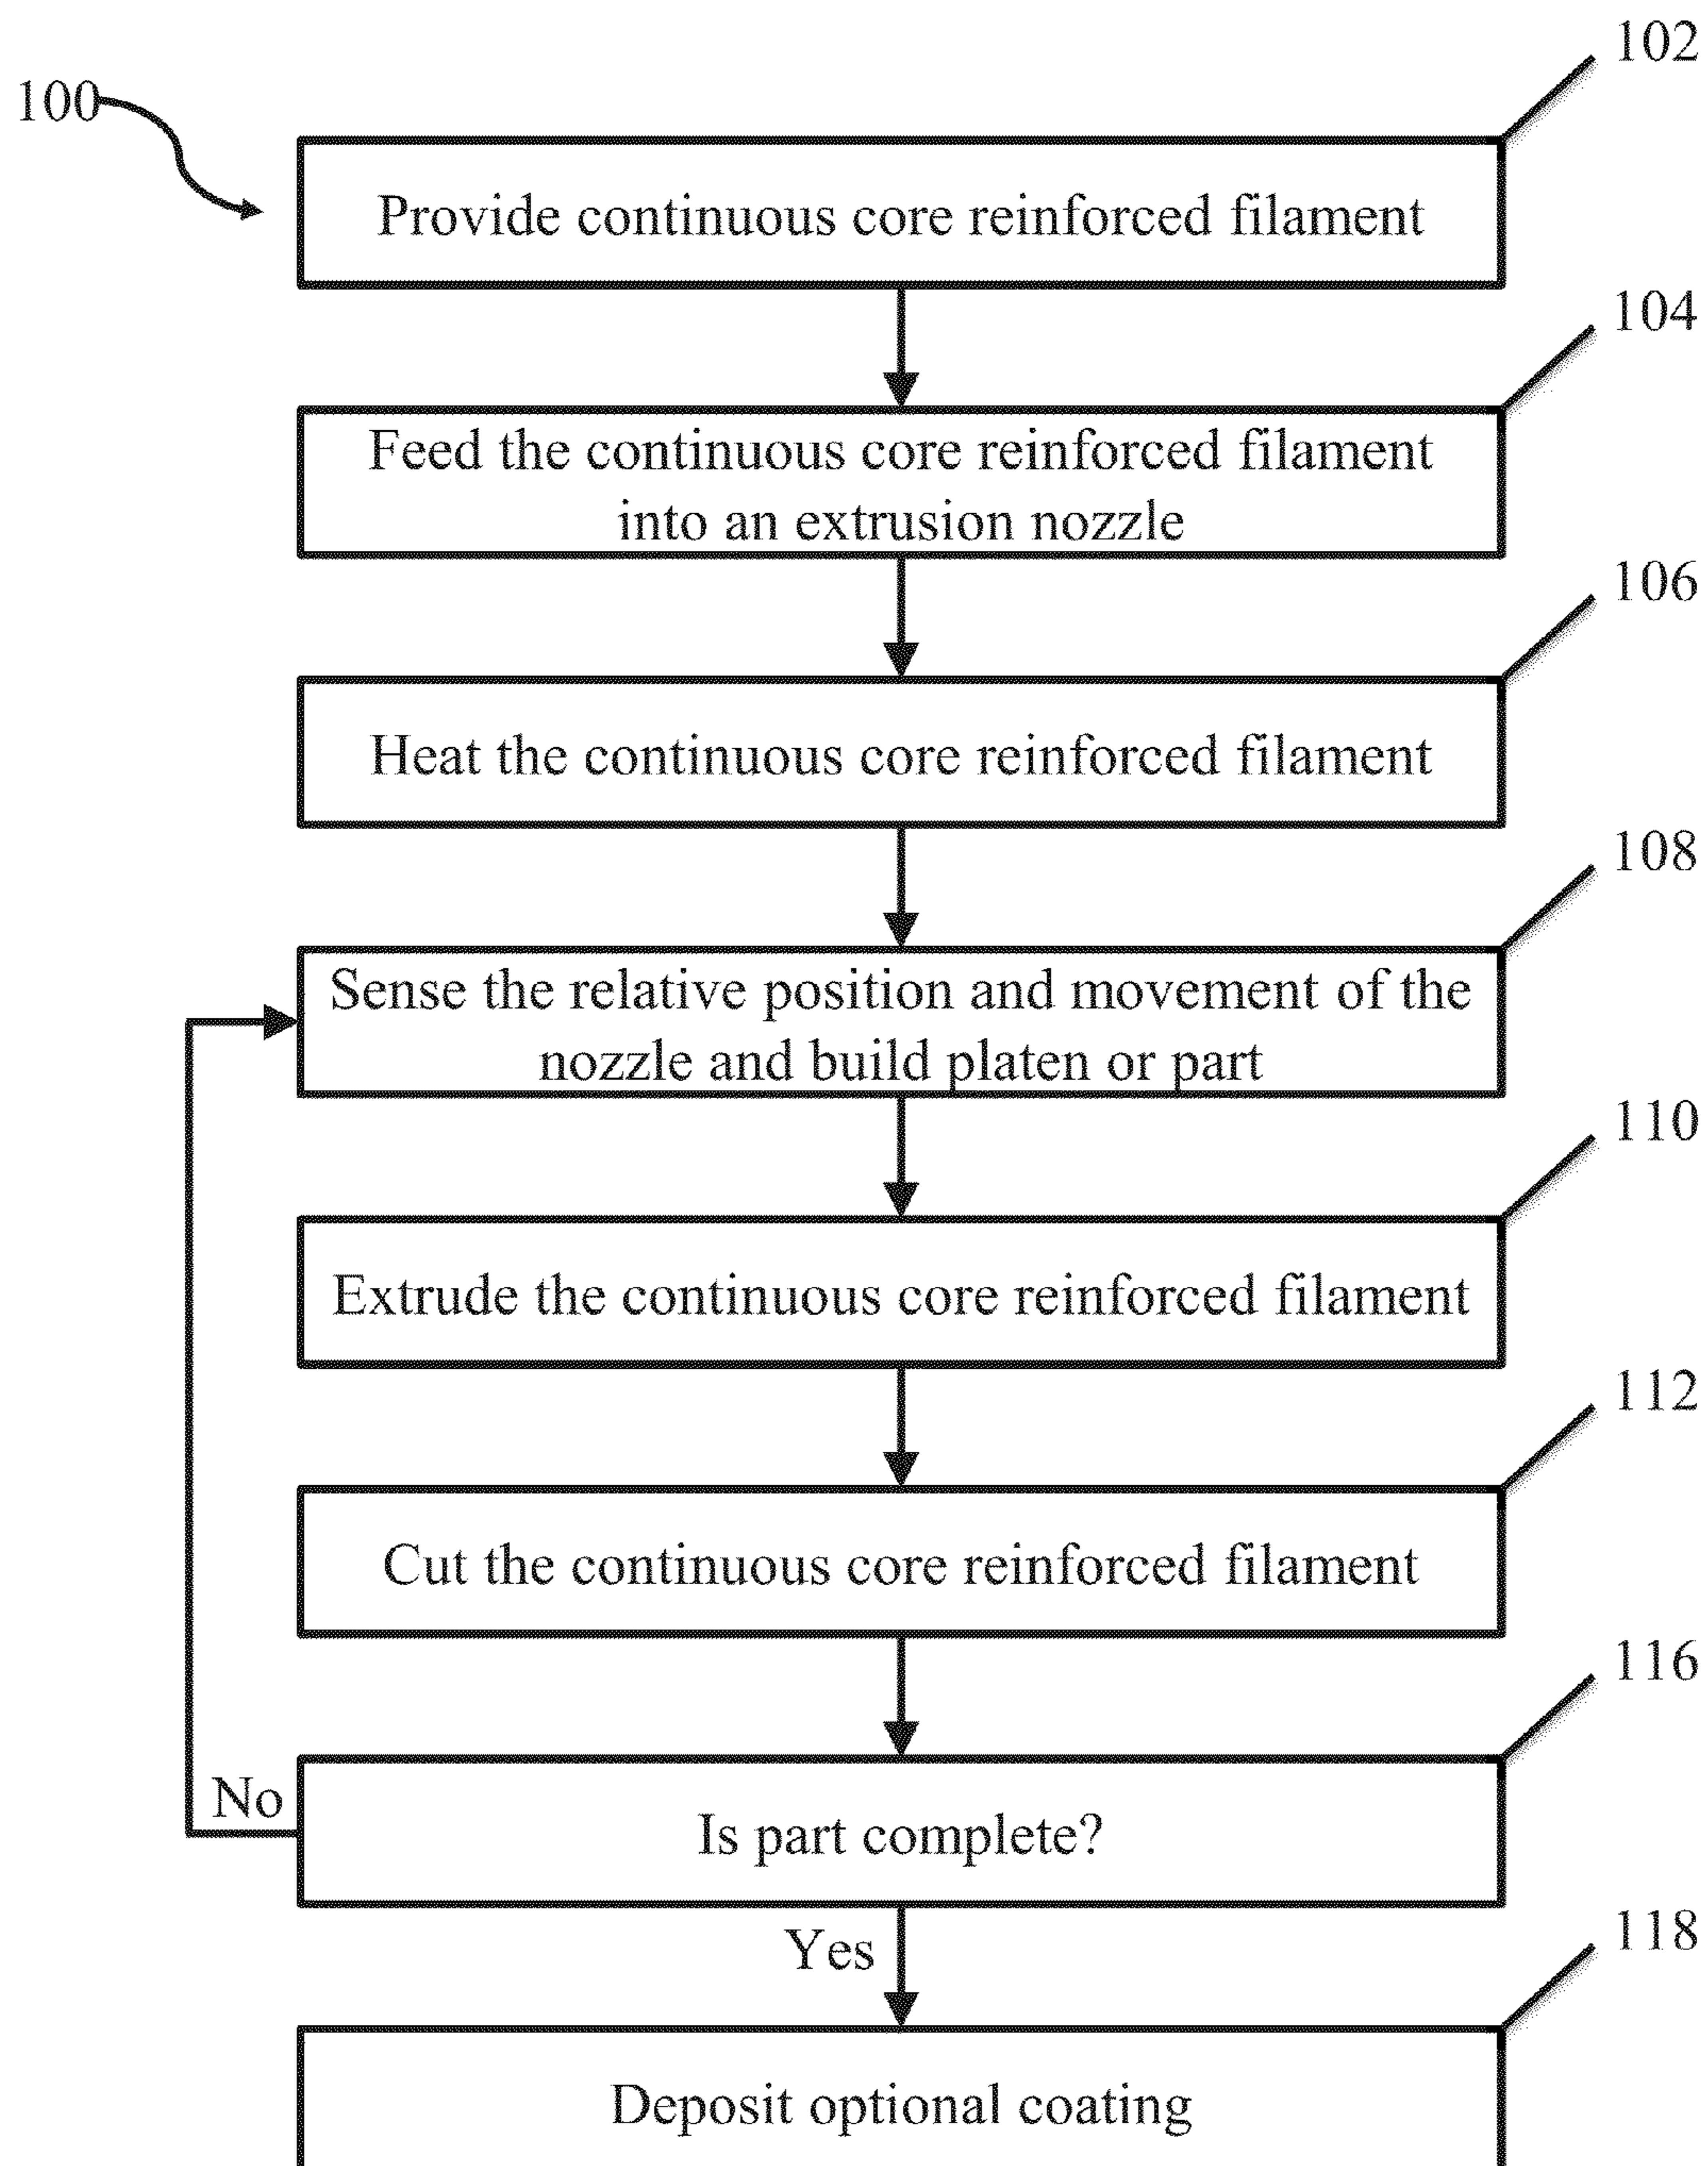 102
100
Provide continuous core reinforced filament
104
Feed the continuous core reinforced filament
into an extrusion nozzle
106
Heat the continuous core reinforced filament
108
Sense the relative position and movement of the
nozzle and build platen or part
110
Extrude the continuous core reinforced filament
112
Cut the continuous core reinforced filament
116
No
Is part complete?
118
Yes
Deposit optional coating